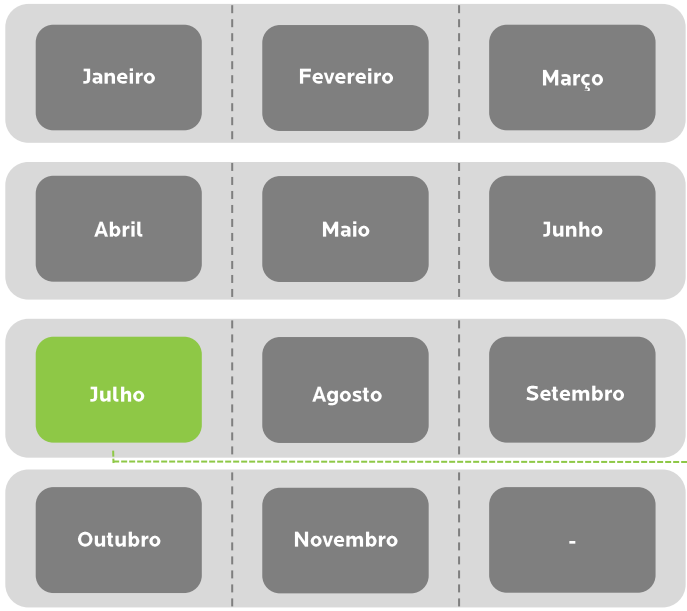 Janeiro
Fevereiro
Março
Abril
Maio
Junho
Julho
Agosto
Setembro
Outubro
Novembro
-